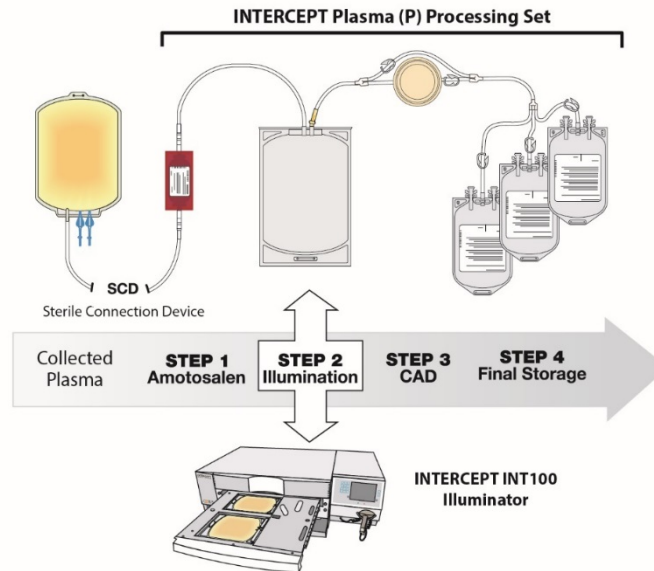 INTERCEPT Plasma (P) Processing Set
SCD
Sterile Connection Device
Collected
Plasma
STEP 1
Amotosalen
STEP 2
Illumination
STEP 3
CAD
STEP 4
Final Storage
INTERCEPT INT100
Illuminator